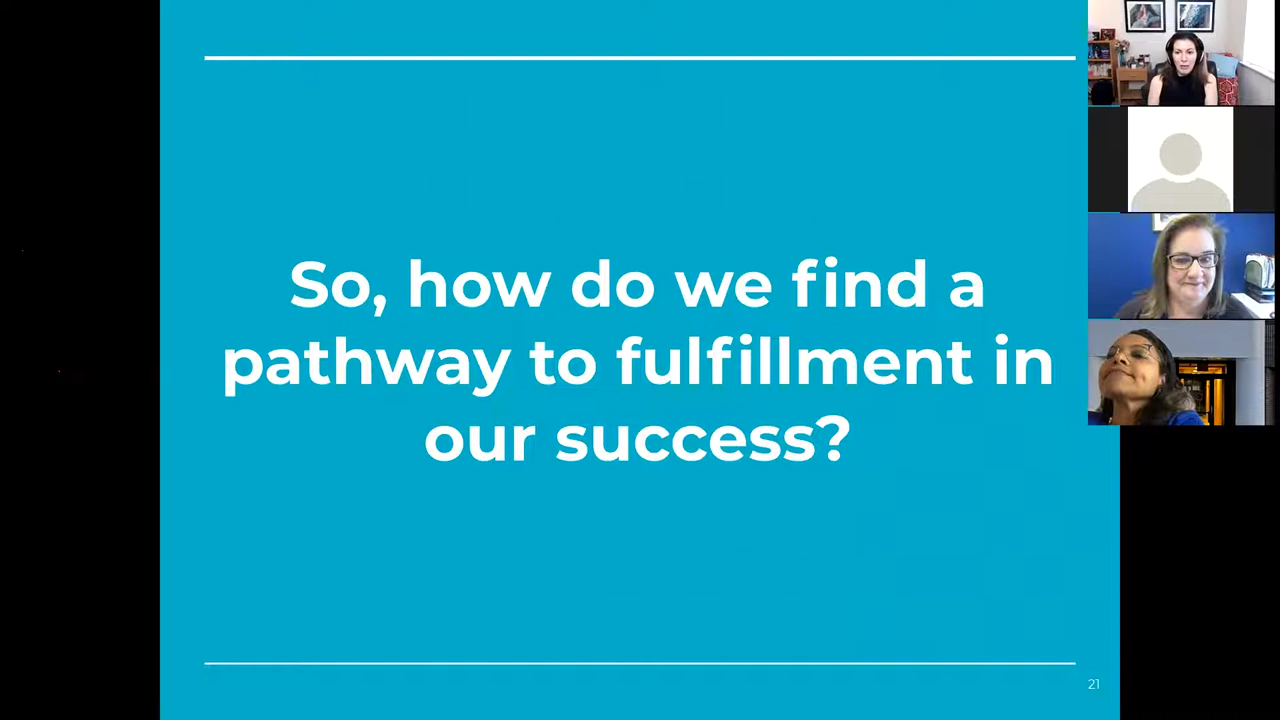 So, how do we find a
pathway to fulfillment in
our success?
21